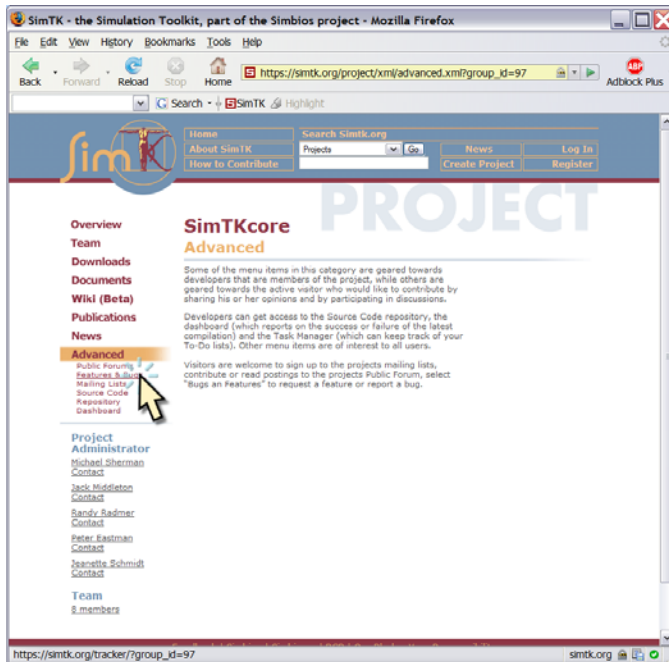 SimTK - the Simulation Toolkit, part of the Simbios project - Mozilla Firefox
File Edit View History Bookmarks Tools Help
Back Forward Reload Stop Home https://simtk.org/project/xml/advanced.xml?group_id=97 Adblock Plus
ABP
G Search SimTK Highlight
SimTK
Home Search Simtk.org
About SimTK Projects Go News Log In
How to Contribute Create Project Register
PROJECT
Overview
Team
Downloads
Documents
Wiki (Beta)
Publications
News
Advanced
Public Forums
Features & Bugs
Mailing Lists
Source Code
Repository
Dashboard
Project
Administrator
Michael Sherman
Contact
Jack Middleton
Contact
Randy Radmer
Contact
Peter Eastman
Contact
Jeanette Schmidt
Contact
Team
8 members
SimTKcore
Advanced
Some of the menu items in this category are geared towards
developers that are members of the project, while others are
geared towards the active visitor who would like to contribute by
sharing his or her opinions and by participating in discussions.
Developers can get access to the Source Code repository, the
dashboard (which reports on the success or failure of the latest
compilation) and the Task Manager (which can keep track of your
To-Do lists). Other menu items are of interest to all users.
Visitors are welcome to sign up to the projects mailing lists,
contribute or read postings to the projects Public Forum, select
"Bugs an Features" to request a feature or report a bug.
https://simtk.org/tracker/?group_id=97 simtk.org